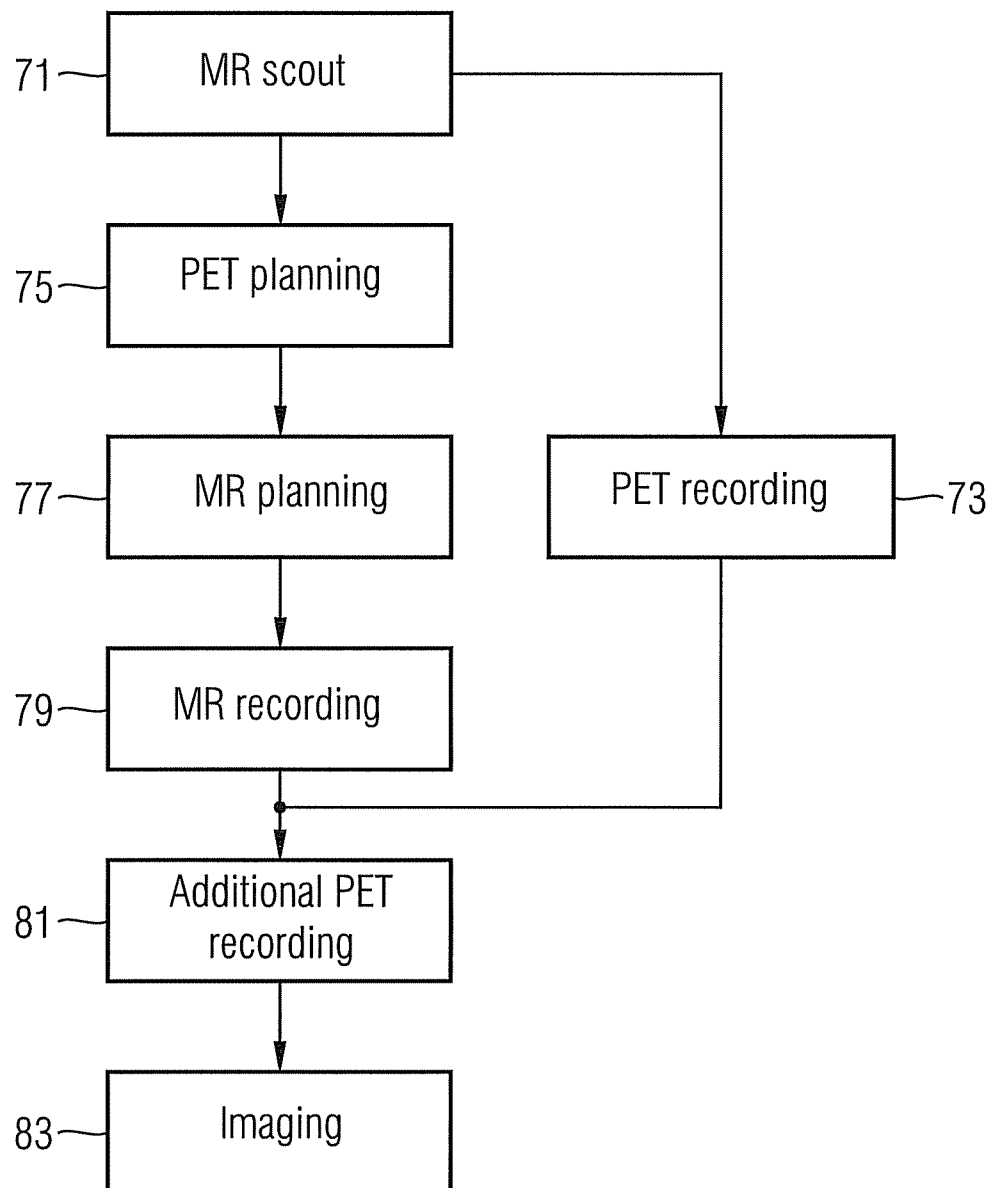 71
MR scout
75
PET planning
77
MR planning
PET recording
73
79
MR recording
81
Additional PET
recording
83
Imaging